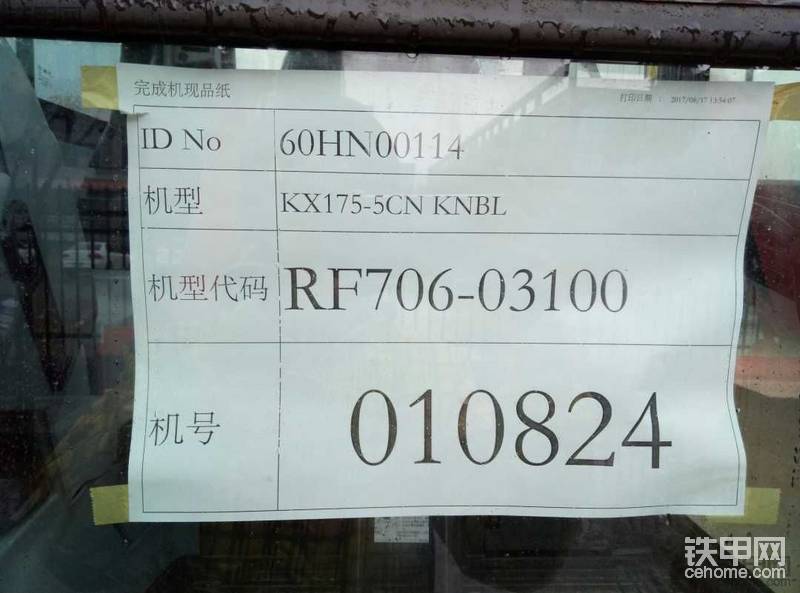 完成机现品纸
打印日期 : 2017/08/17 13:54:07
ID No 60HN00114
机型 KX175-5CN KNBL
机型代码 RF706-03100
机号 010824
铁甲网
cehome.com